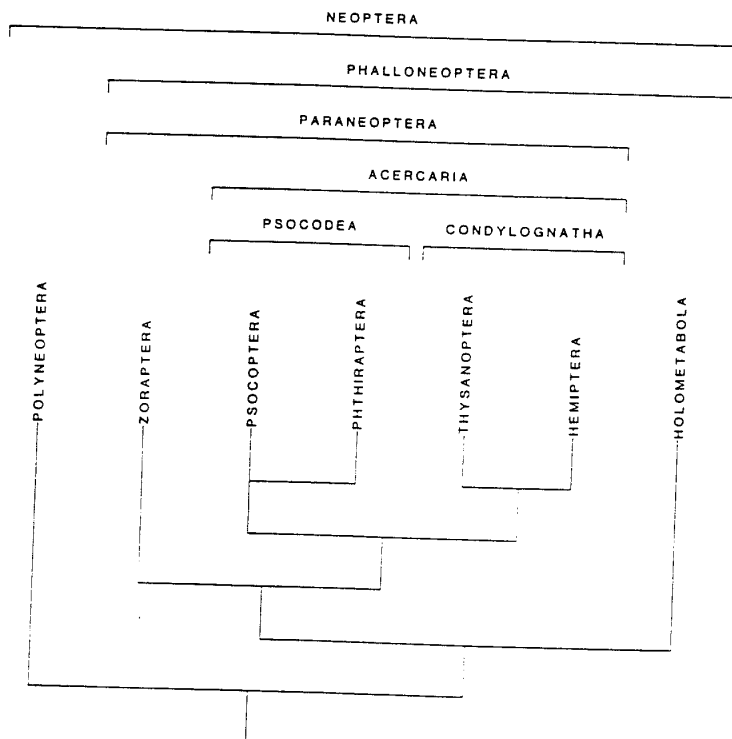 NEOPTERA
PHALLONEOPTERA
PARANEOPTERA
ACERCARIA
PSOCODEA
CONDYLOGNATHA
POLYNEOPTERA
ZORAPTERA
PSOCOPTERA
PHTHIRAPTERA
THYSANOPTERA
HEMIPTERA
HOLOMETABOLA